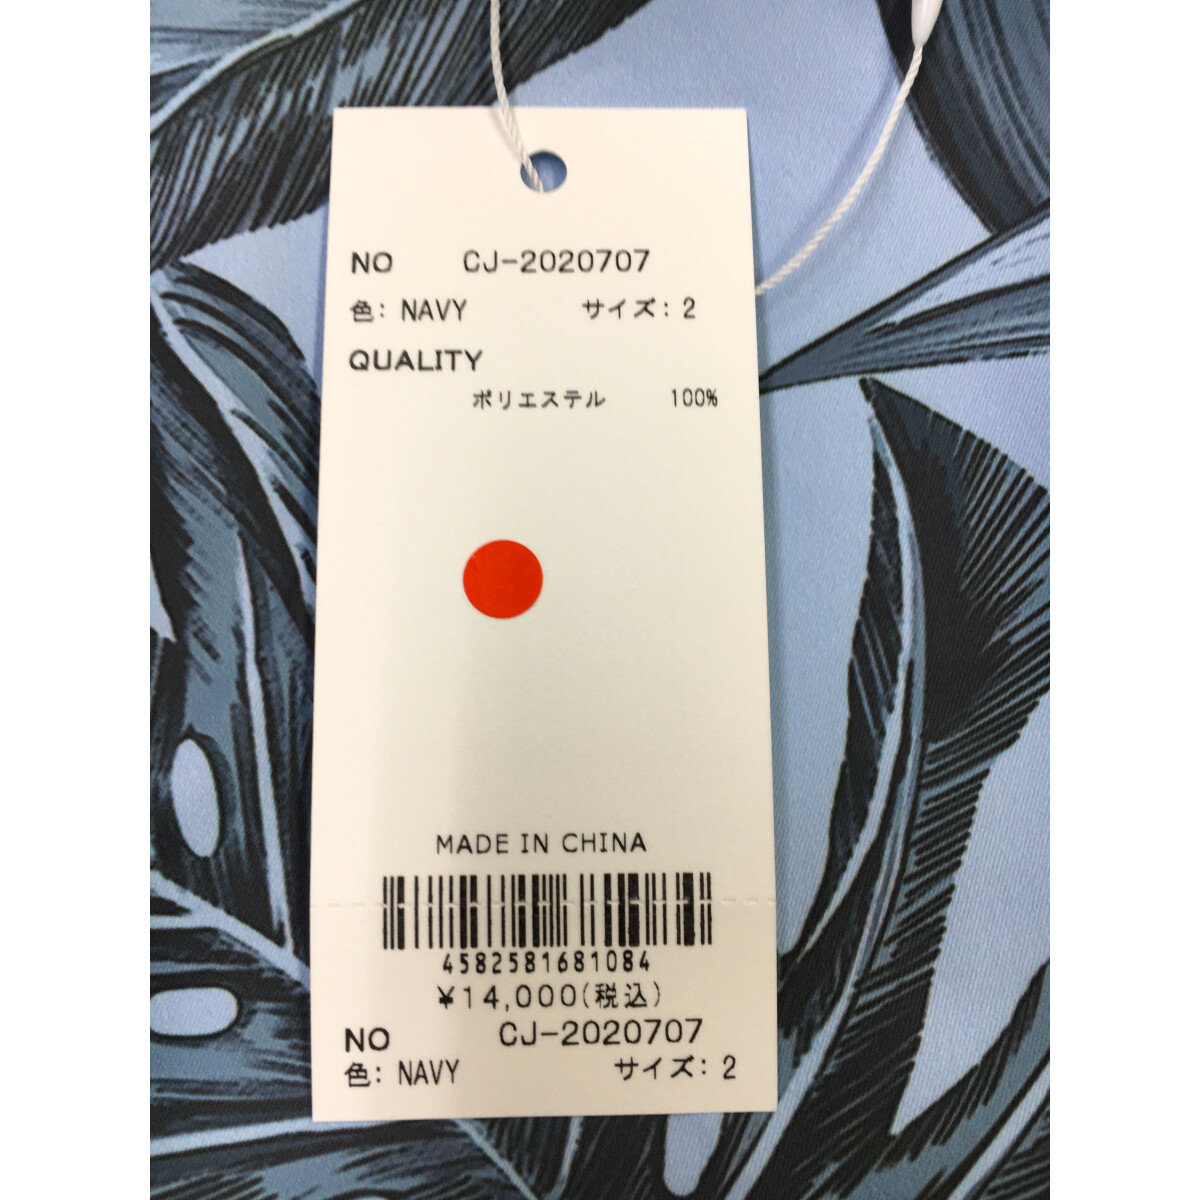 NO CJ-2020707
色: NAVY サイズ: 2
QUALITY
ポリエステル 100%
MADE IN CHINA
4582581681084
¥14,000(税込)
NO CJ-2020707
色: NAVY サイズ: 2